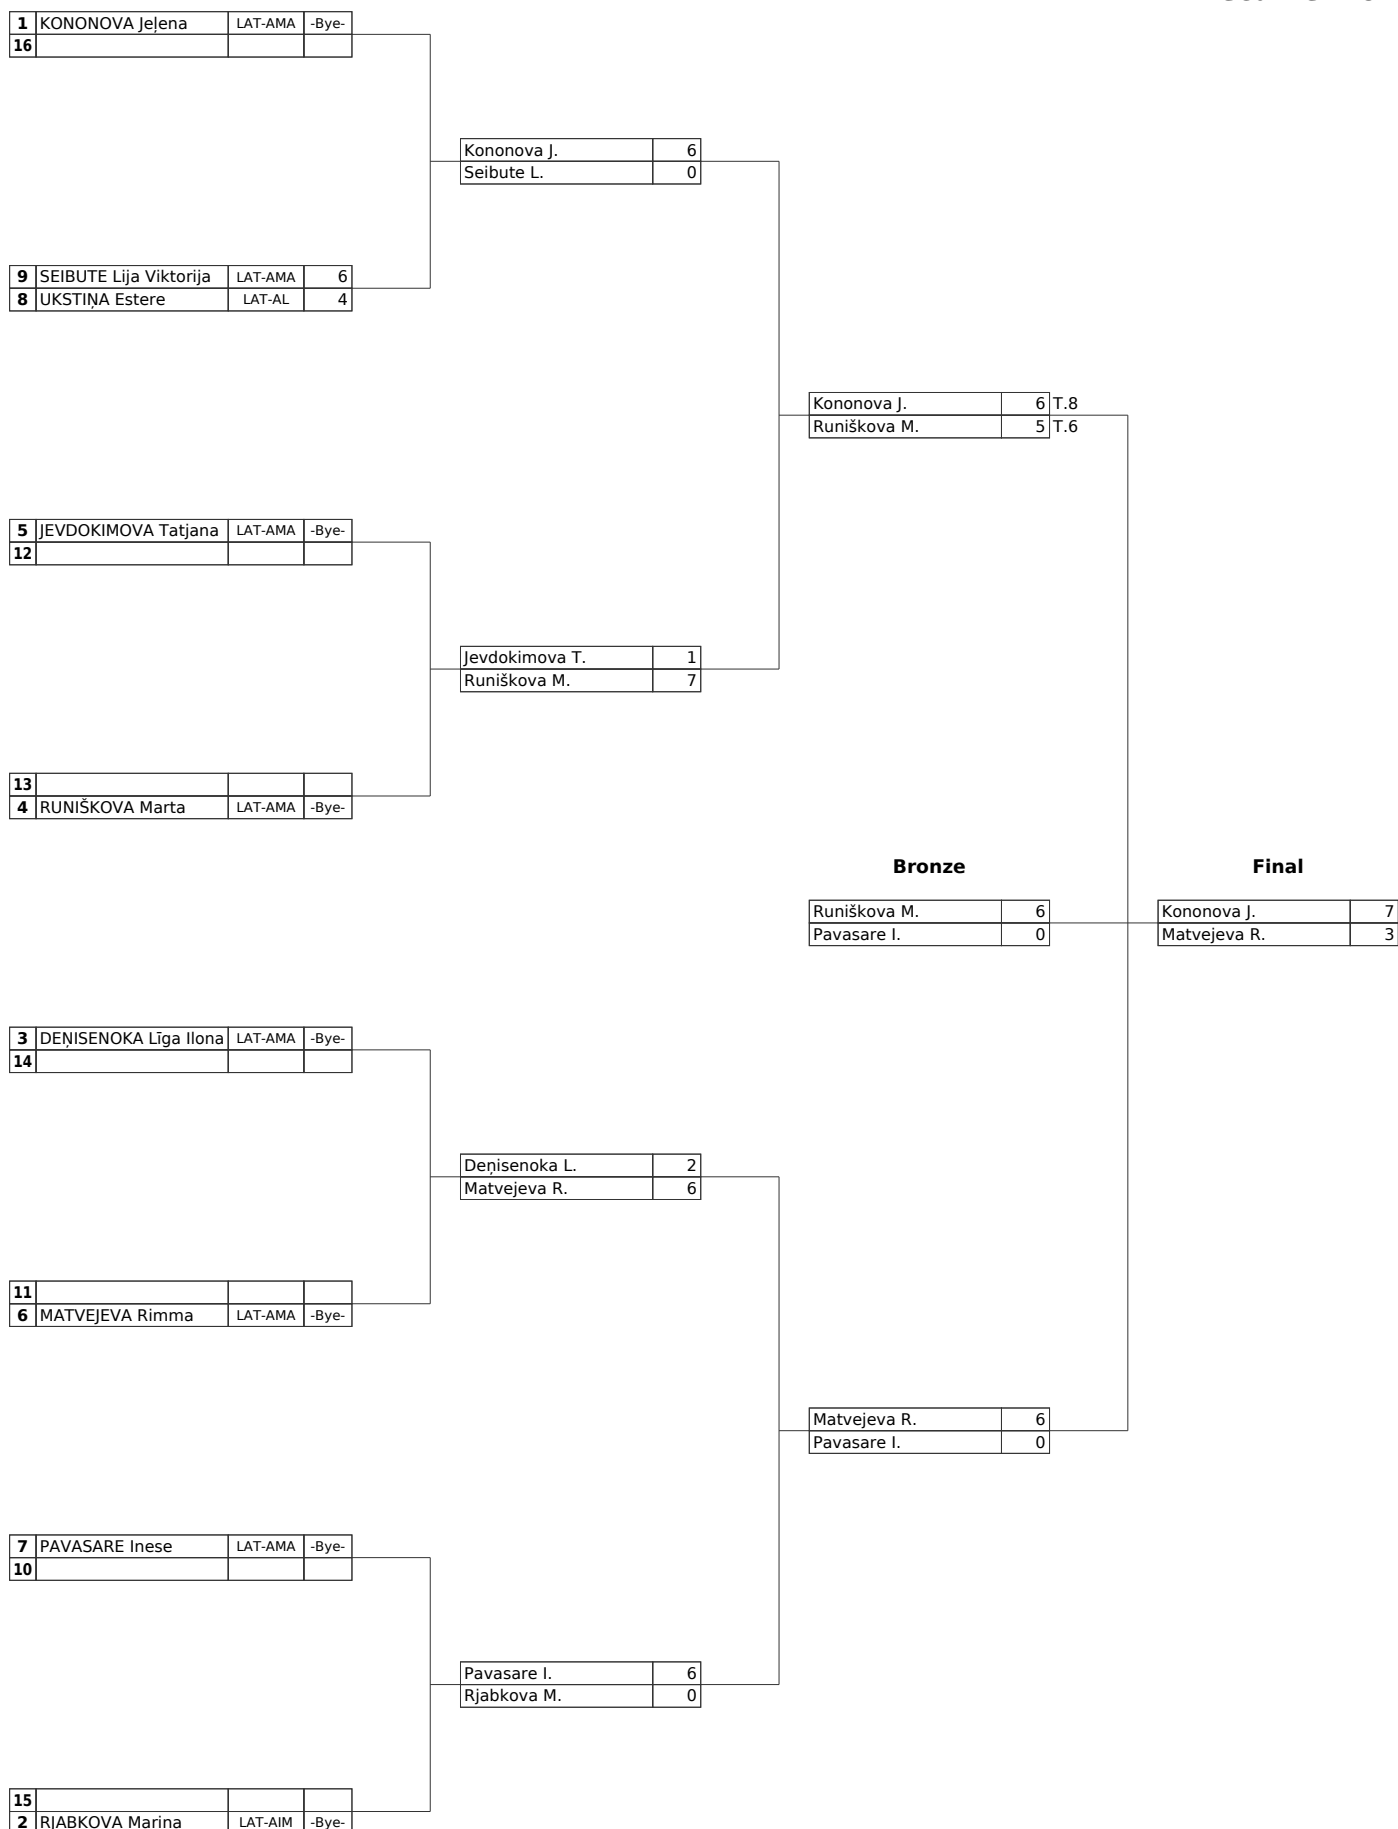 1 KONONOVA Jeļena LAT-AMA -Bye-
16
Kononova J. 6
Seibute L. 0
9 SEIBUTE Lija Viktorija LAT-AMA 6
8 UKSTIŅA Estere LAT-AL 4
Kononova J. 6 T.8
Runiškova M. 5 T.6
5 JEVDOKIMOVA Tatjana LAT-AMA -Bye-
12
Jevdokimova T. 1
Runiškova M. 7
13
4 RUNIŠKOVA Marta LAT-AMA -Bye-
Bronze Final
Runiškova M. 6 Kononova J. 7
Pavasare I. 0 Matvejeva R. 3
3 DEŅISENOKA Līga Ilona LAT-AMA -Bye-
14
Deņisenoka L. 2
Matvejeva R. 6
11
6 MATVEJEVA Rimma LAT-AMA -Bye-
Matvejeva R. 6
Pavasare I. 0
7 PAVASARE Inese LAT-AMA -Bye-
10
Pavasare I. 6
Rjabkova M. 0
15
2 RJABKOVA Marina LAT-AIM -Bye-